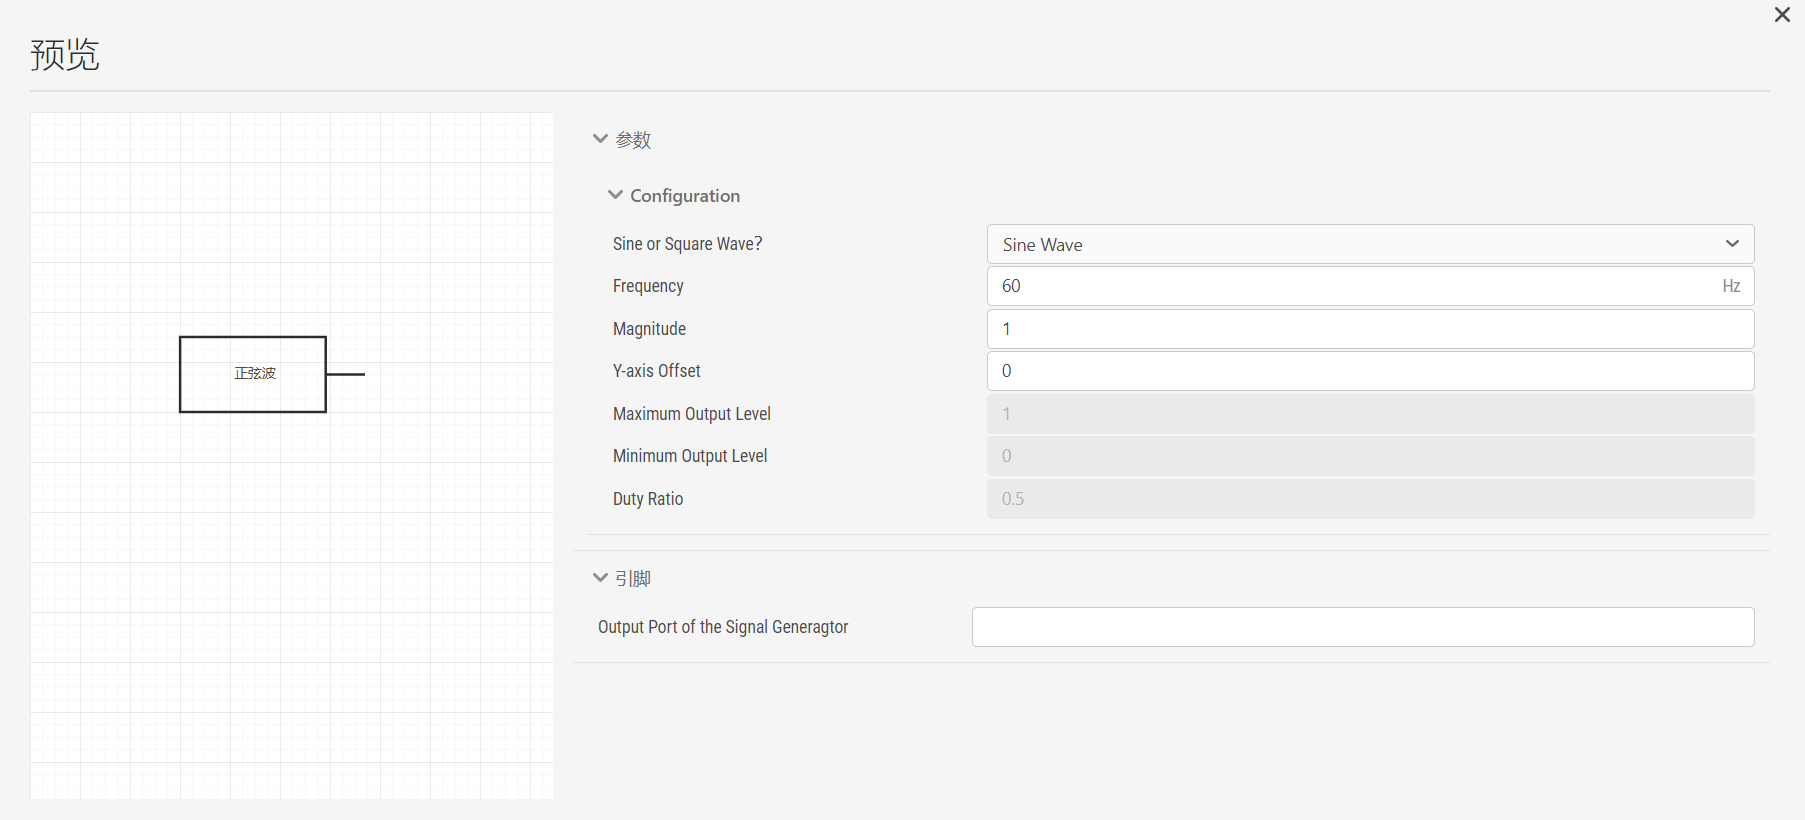 预览
正弦波
参数
Configuration
Sine or Square Wave?
Sine Wave
Frequency
60
Hz
Magnitude
1
Y-axis Offset
0
Maximum Output Level
1
Minimum Output Level
0
Duty Ratio
0.5
引脚
Output Port of the Signal Generagtor